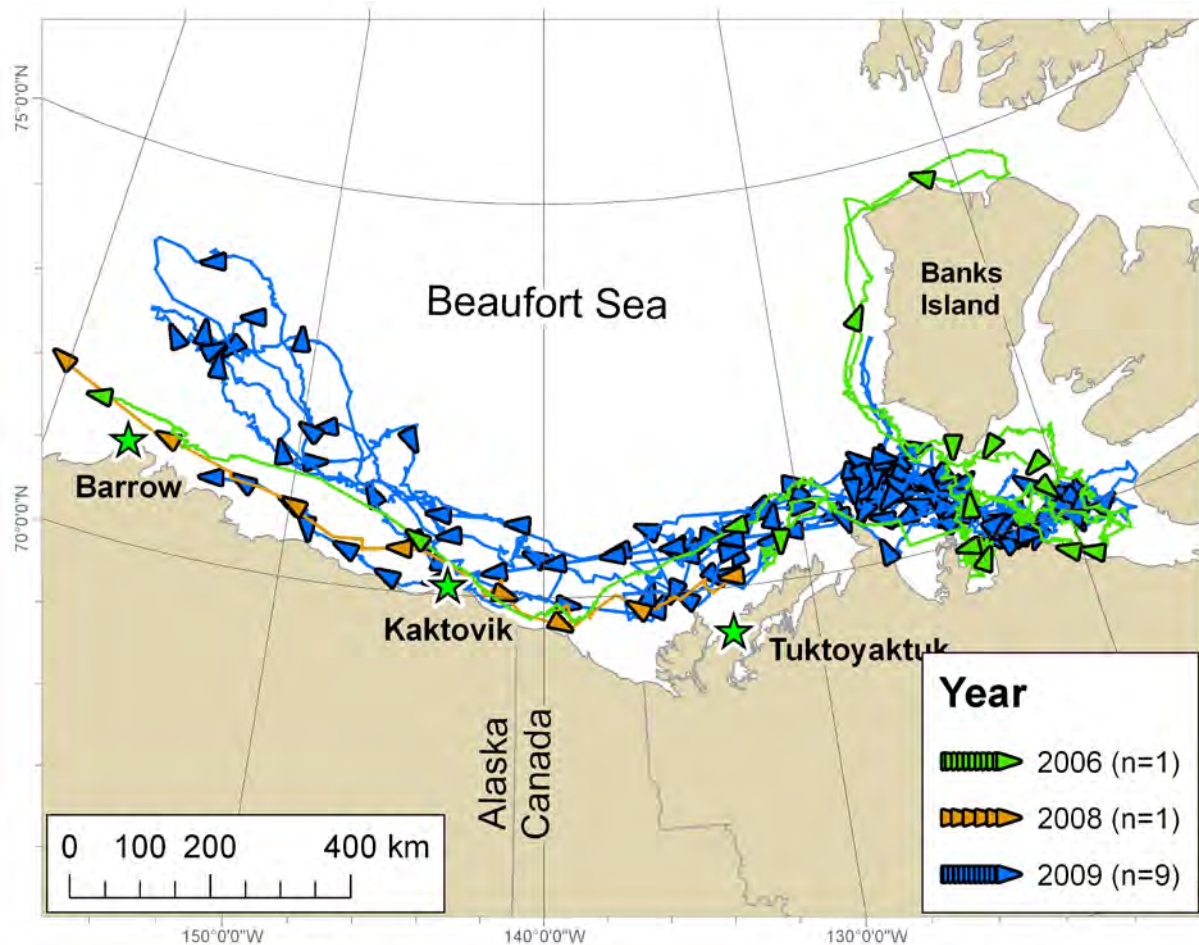 75°0'0"N
Banks
Island
Beaufort Sea
Barrow
70°0'0"N
Kaktovik
Tuktoyaktuk
Alaska
Canada
Year
2006 (n=1)
2008 (n=1)
2009 (n=9)
0 100 200 400 km
150°0'0"W
140°0'0"W
130°0'0"W